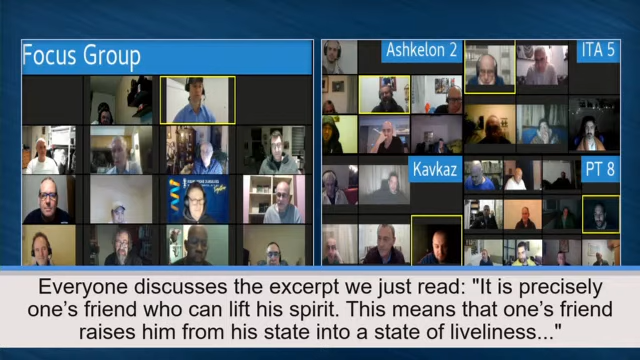 Focus Group
Ashkelon 2
ITA 5
Kavkaz
PT 8
Everyone discusses the excerpt we just read: "It is precisely
one’s friend who can lift his spirit. This means that one’s friend
raises him from his state into a state of liveliness..."